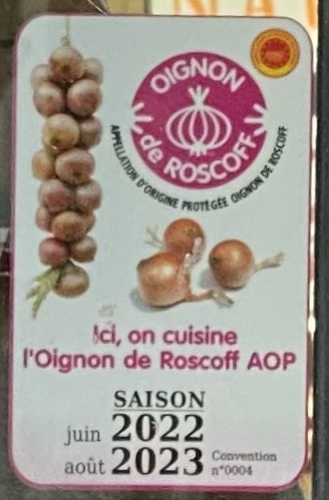 OIGNON
de ROSCOFF
APPELLATION D'ORIGINE PROTÉGÉE OIGNON DE ROSCOFF
Ici, on cuisine
l'Oignon de Roscoff AOP
SAISON
juin 2022
août 2023 Convention
n°0004